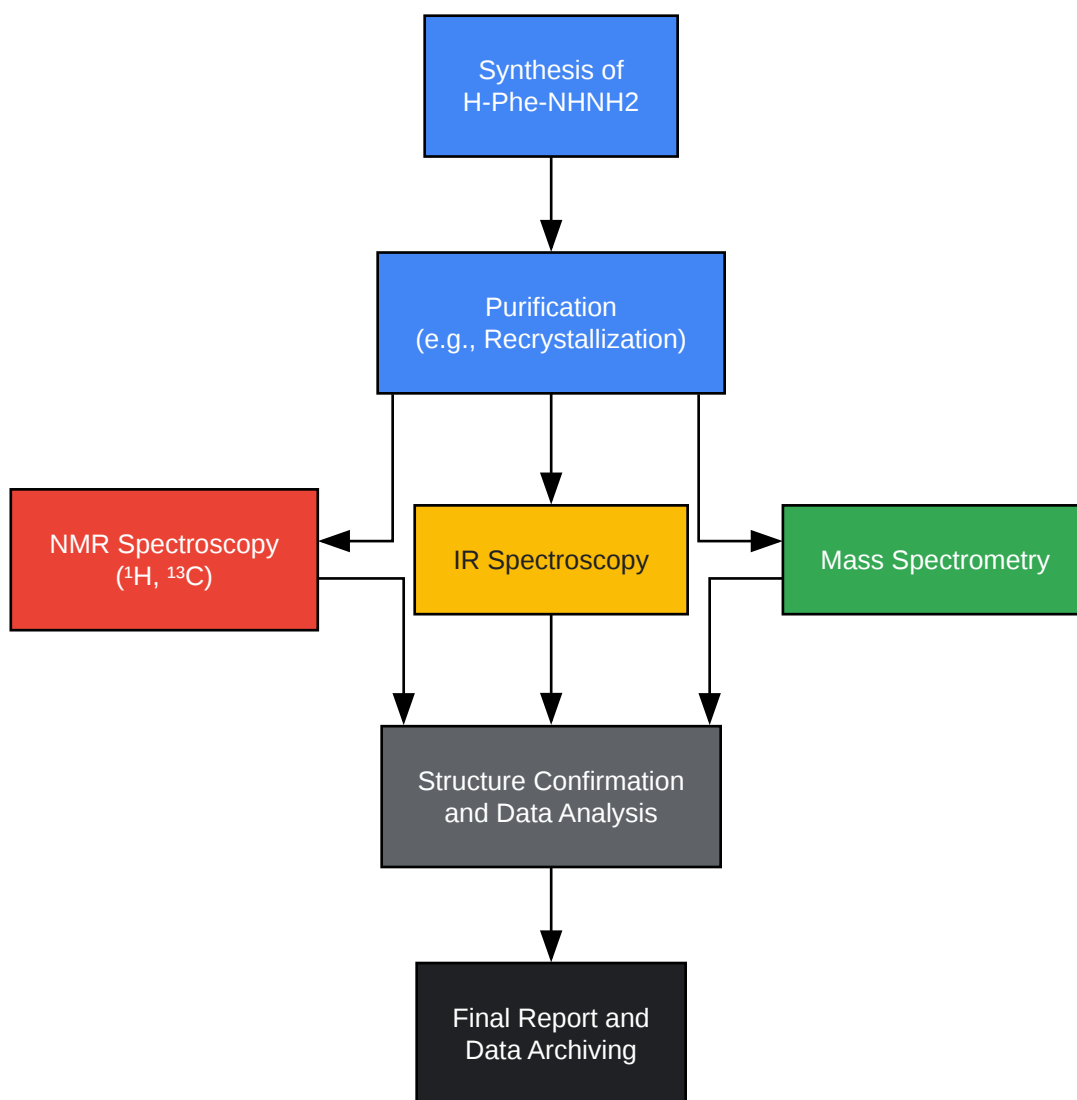 Synthesis of
H-Phe-NHNH2
Purification
(e.g., Recrystallization)
NMR Spectroscopy
(¹H, ¹³C)
IR Spectroscopy
Mass Spectrometry
Structure Confirmation
and Data Analysis
Final Report and
Data Archiving